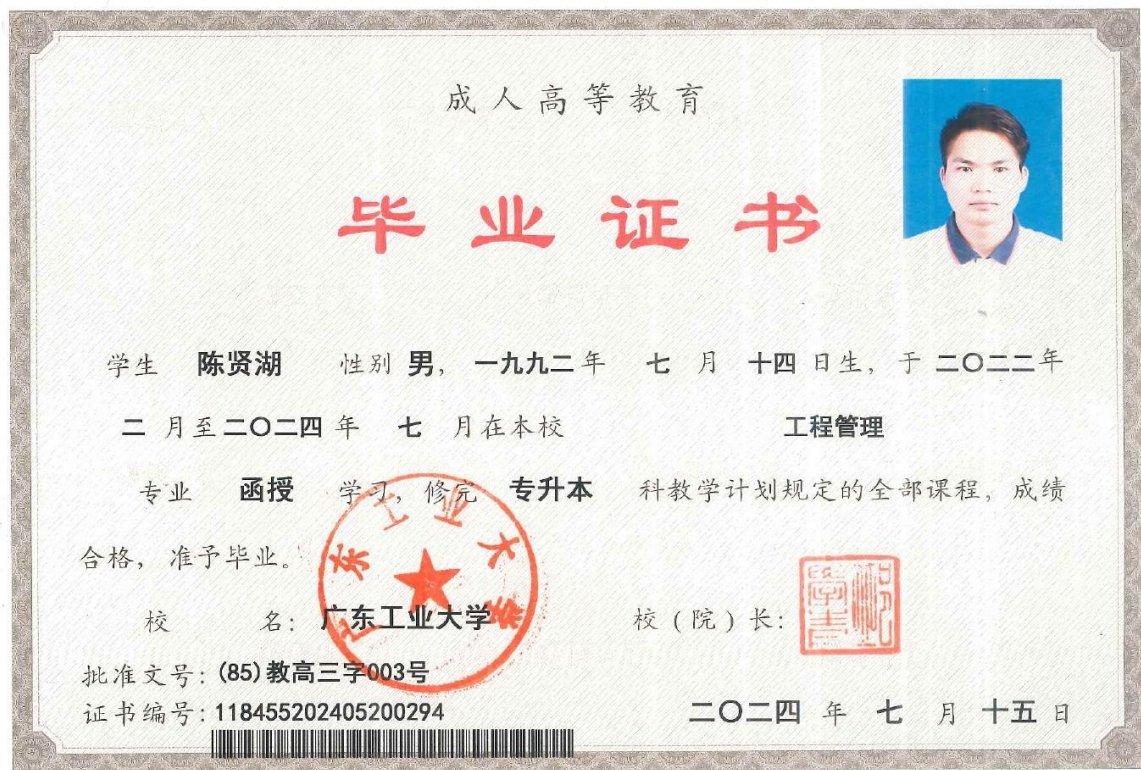 成人高等教育
毕业证书
学生 陈贤湖 性别 男, 一九九二年 七 月 十四 日生, 于 二〇二二年
二 月至 二〇二四 年 七 月在本校 工程管理
专业 函授 学习, 修完 专升本 科教学计划规定的全部课程, 成绩
合格, 准予毕业。
广东工业大学
校 名: 广东工业大学 校(院)长:
批准文号: (85)教高三字003号
证书编号: 118455202405200294
二〇二四 年 七 月 十五 日